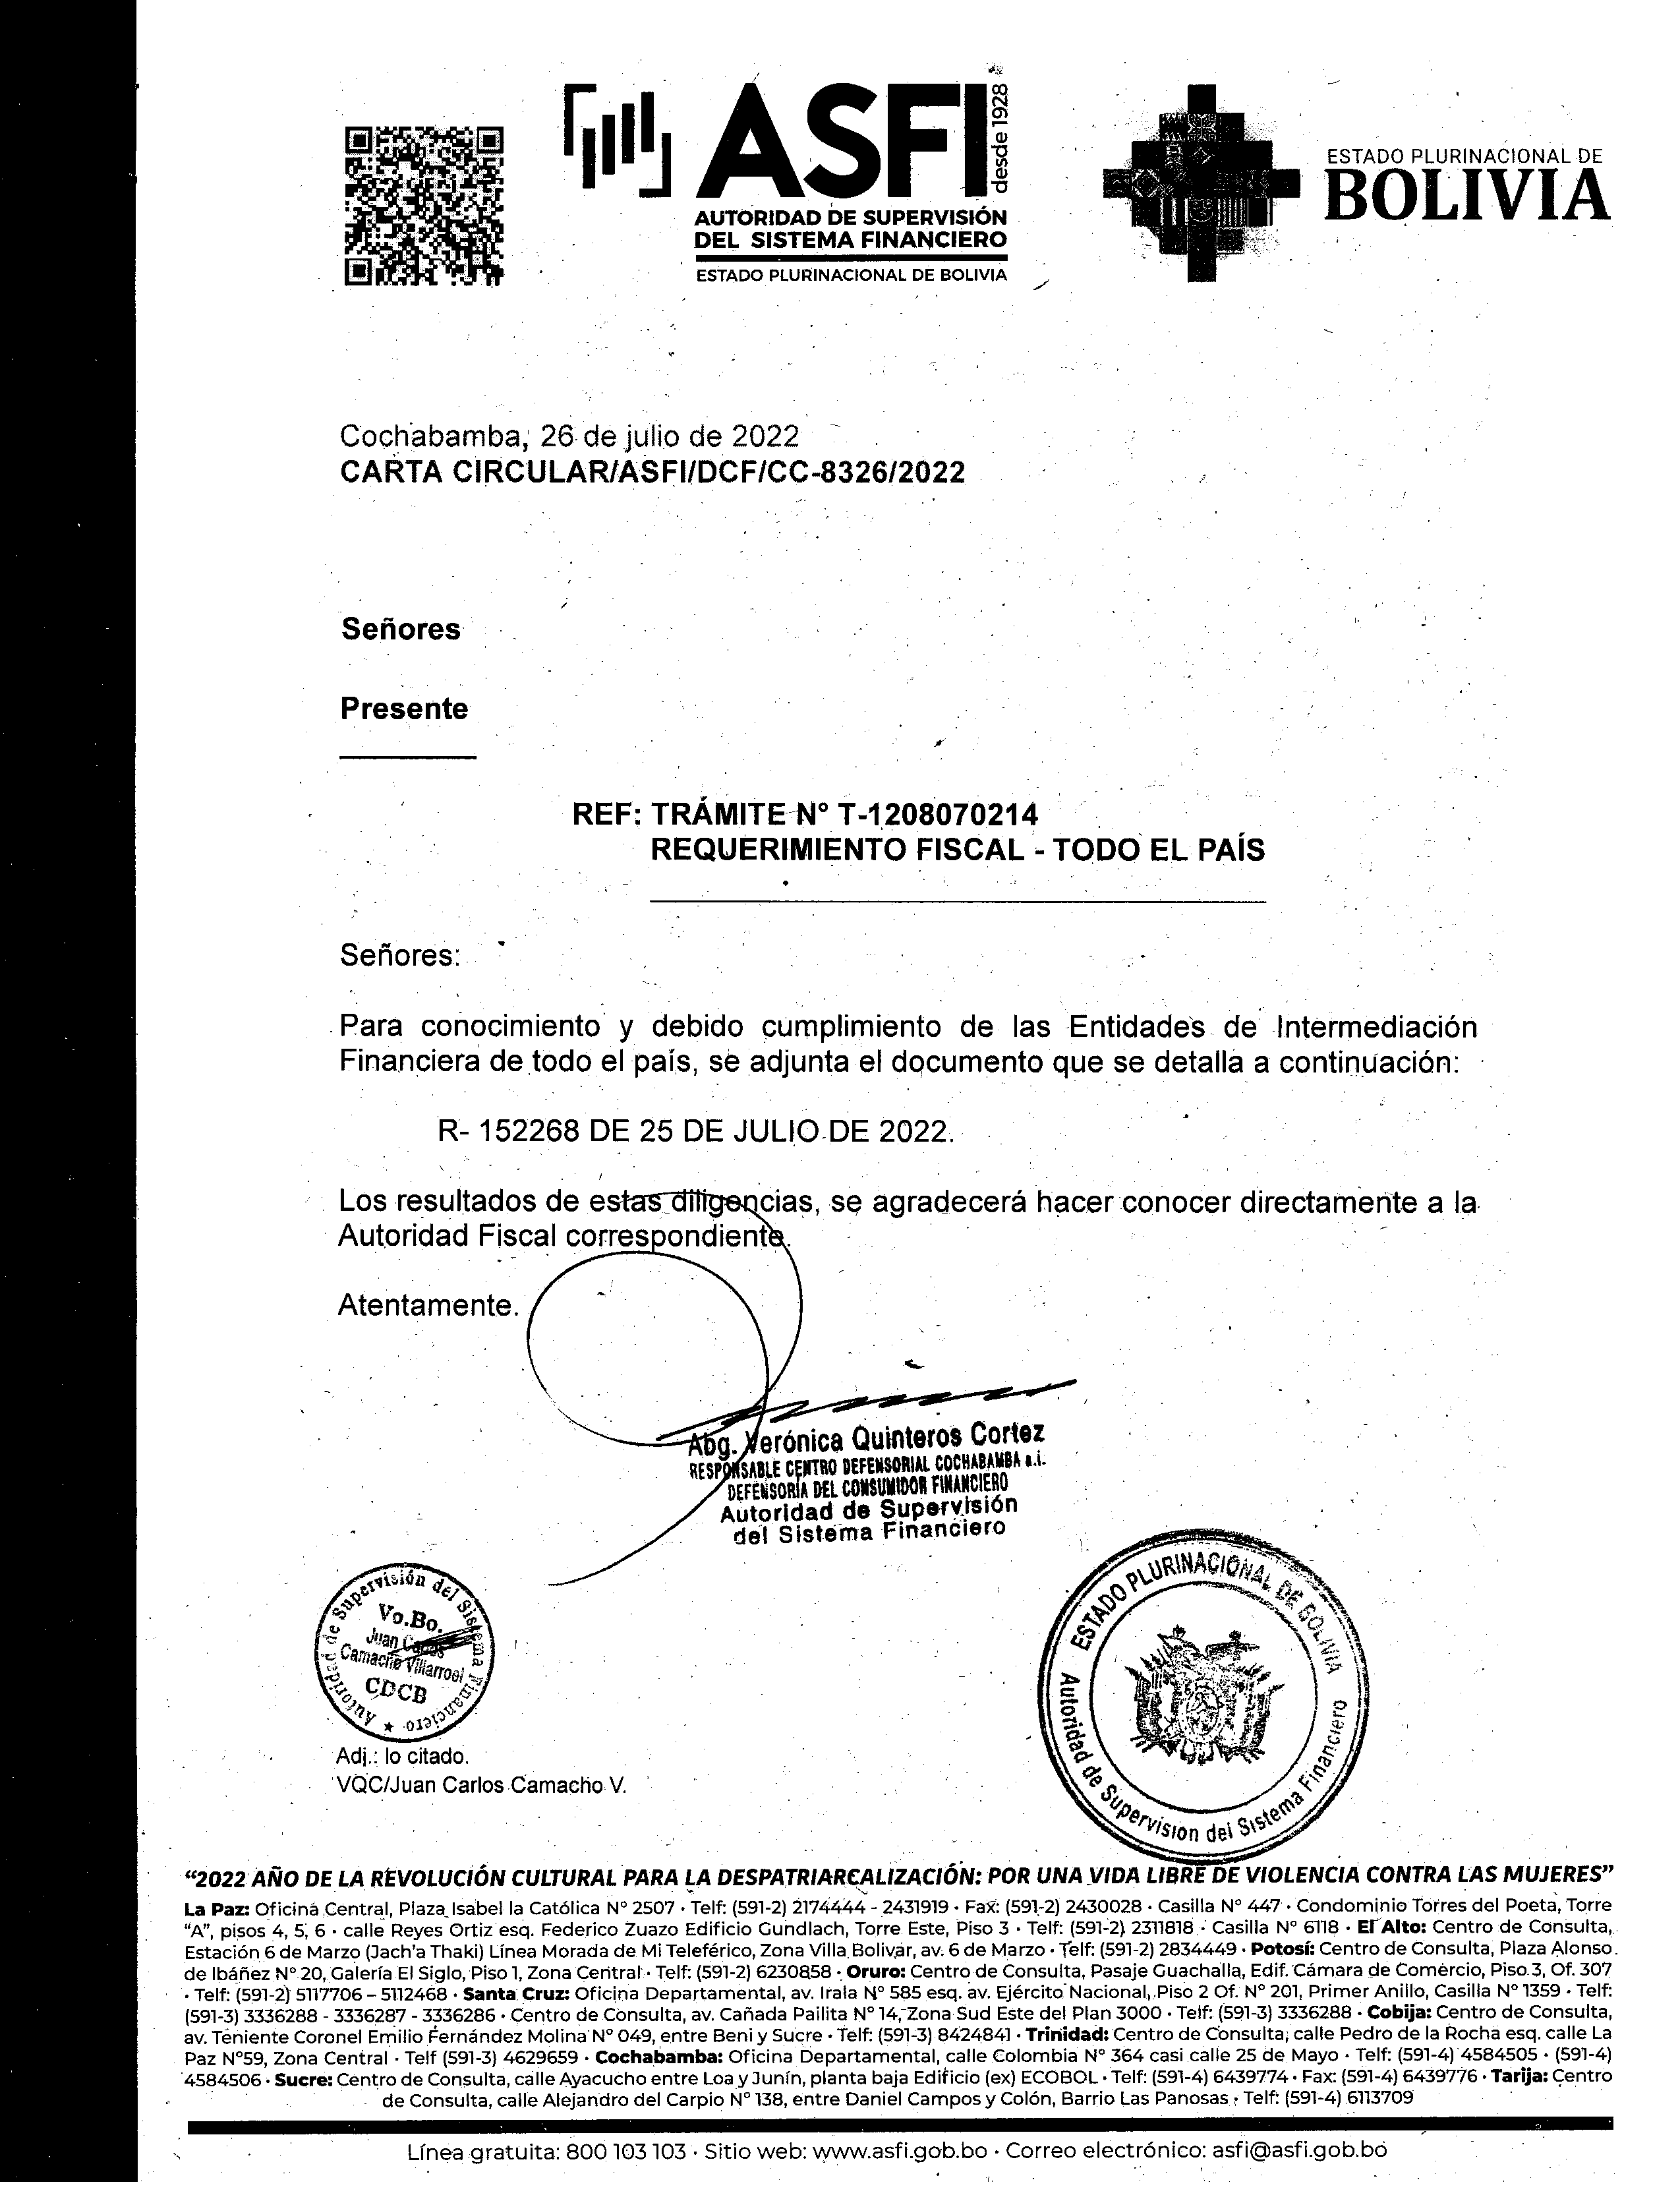 ASFI
desde 1928
AUTORIDAD DE SUPERVISIÓN
DEL SISTEMA FINANCIERO
ESTADO PLURINACIONAL DE BOLIVIA
ESTADO PLURINACIONAL DE
BOLIVIA
Cochabamba, 26 de julio de 2022
CARTA CIRCULAR/ASFI/DCF/CC-8326/2022
Señores
Presente
REF: TRÁMITE N° T-1208070214
REQUERIMIENTO FISCAL - TODO EL PAÍS
Señores:
Para conocimiento y debido cumplimiento de las Entidades de Intermediación
Financiera de todo el país, se adjunta el documento que se detalla a continuación:
R- 152268 DE 25 DE JULIO DE 2022.
Los resultados de estas diligencias, se agradecerá hacer conocer directamente a la
Autoridad Fiscal correspondiente.
Atentamente.
Abg. Verónica Quinteros Cortez
RESPONSABLE CENTRO DEFENSORIAL COCHABAMBA a.i.
DEFENSORÍA DEL CONSUMIDOR FINANCIERO
Autoridad de Supervisión
del Sistema Financiero
Autoridad de Supervisión del Sistema Financiero
Vo.Bo.
Juan Carlos
Camacho Villarroel
CDCB
ESTADO PLURINACIONAL DE BOLIVIA
Autoridad de Supervision del Sistema Financiero
Adj.: lo citado.
VQC/Juan Carlos Camacho V.
“2022 AÑO DE LA REVOLUCIÓN CULTURAL PARA LA DESPATRIARCALIZACIÓN: POR UNA VIDA LIBRE DE VIOLENCIA CONTRA LAS MUJERES”
La Paz: Oficina Central, Plaza Isabel la Católica N° 2507 · Telf: (591-2) 2174444 - 2431919 · Fax: (591-2) 2430028 · Casilla N° 447 · Condominio Torres del Poeta, Torre
“A”, pisos 4, 5, 6 · calle Reyes Ortiz esq. Federico Zuazo Edificio Gundlach, Torre Este, Piso 3 · Telf: (591-2) 2311818 · Casilla N° 6118 · El Alto: Centro de Consulta,
Estación 6 de Marzo (Jach’a Thaki) Línea Morada de Mi Teleférico, Zona Villa Bolivar, av. 6 de Marzo · Telf: (591-2) 2834449 · Potosí: Centro de Consulta, Plaza Alonso
de Ibáñez N° 20, Galería El Siglo, Piso 1, Zona Central · Telf: (591-2) 6230858 · Oruro: Centro de Consulta, Pasaje Guachalla, Edif. Cámara de Comercio, Piso 3, Of. 307
· Telf: (591-2) 5117706 – 5112468 · Santa Cruz: Oficina Departamental, av. Irala N° 585 esq. av. Ejército Nacional, Piso 2 Of. N° 201, Primer Anillo, Casilla N° 1359 · Telf:
(591-3) 3336288 - 3336287 - 3336286 · Centro de Consulta, av. Cañada Pailita N° 14, Zona Sud Este del Plan 3000 · Telf: (591-3) 3336288 · Cobija: Centro de Consulta,
av. Teniente Coronel Emilio Fernández Molina N° 049, entre Beni y Sucre · Telf: (591-3) 8424841 · Trinidad: Centro de Consulta, calle Pedro de la Rocha esq. calle La
Paz N°59, Zona Central · Telf (591-3) 4629659 · Cochabamba: Oficina Departamental, calle Colombia N° 364 casi calle 25 de Mayo · Telf: (591-4) 4584505 · (591-4)
4584506 · Sucre: Centro de Consulta, calle Ayacucho entre Loa y Junín, planta baja Edificio (ex) ECOBOL · Telf: (591-4) 6439774 · Fax: (591-4) 6439776 · Tarija: Centro
de Consulta, calle Alejandro del Carpio N° 138, entre Daniel Campos y Colón, Barrio Las Panosas · Telf: (591-4) 6113709
Línea gratuita: 800 103 103 · Sitio web: www.asfi.gob.bo · Correo electrónico: asfi@asfi.gob.bo